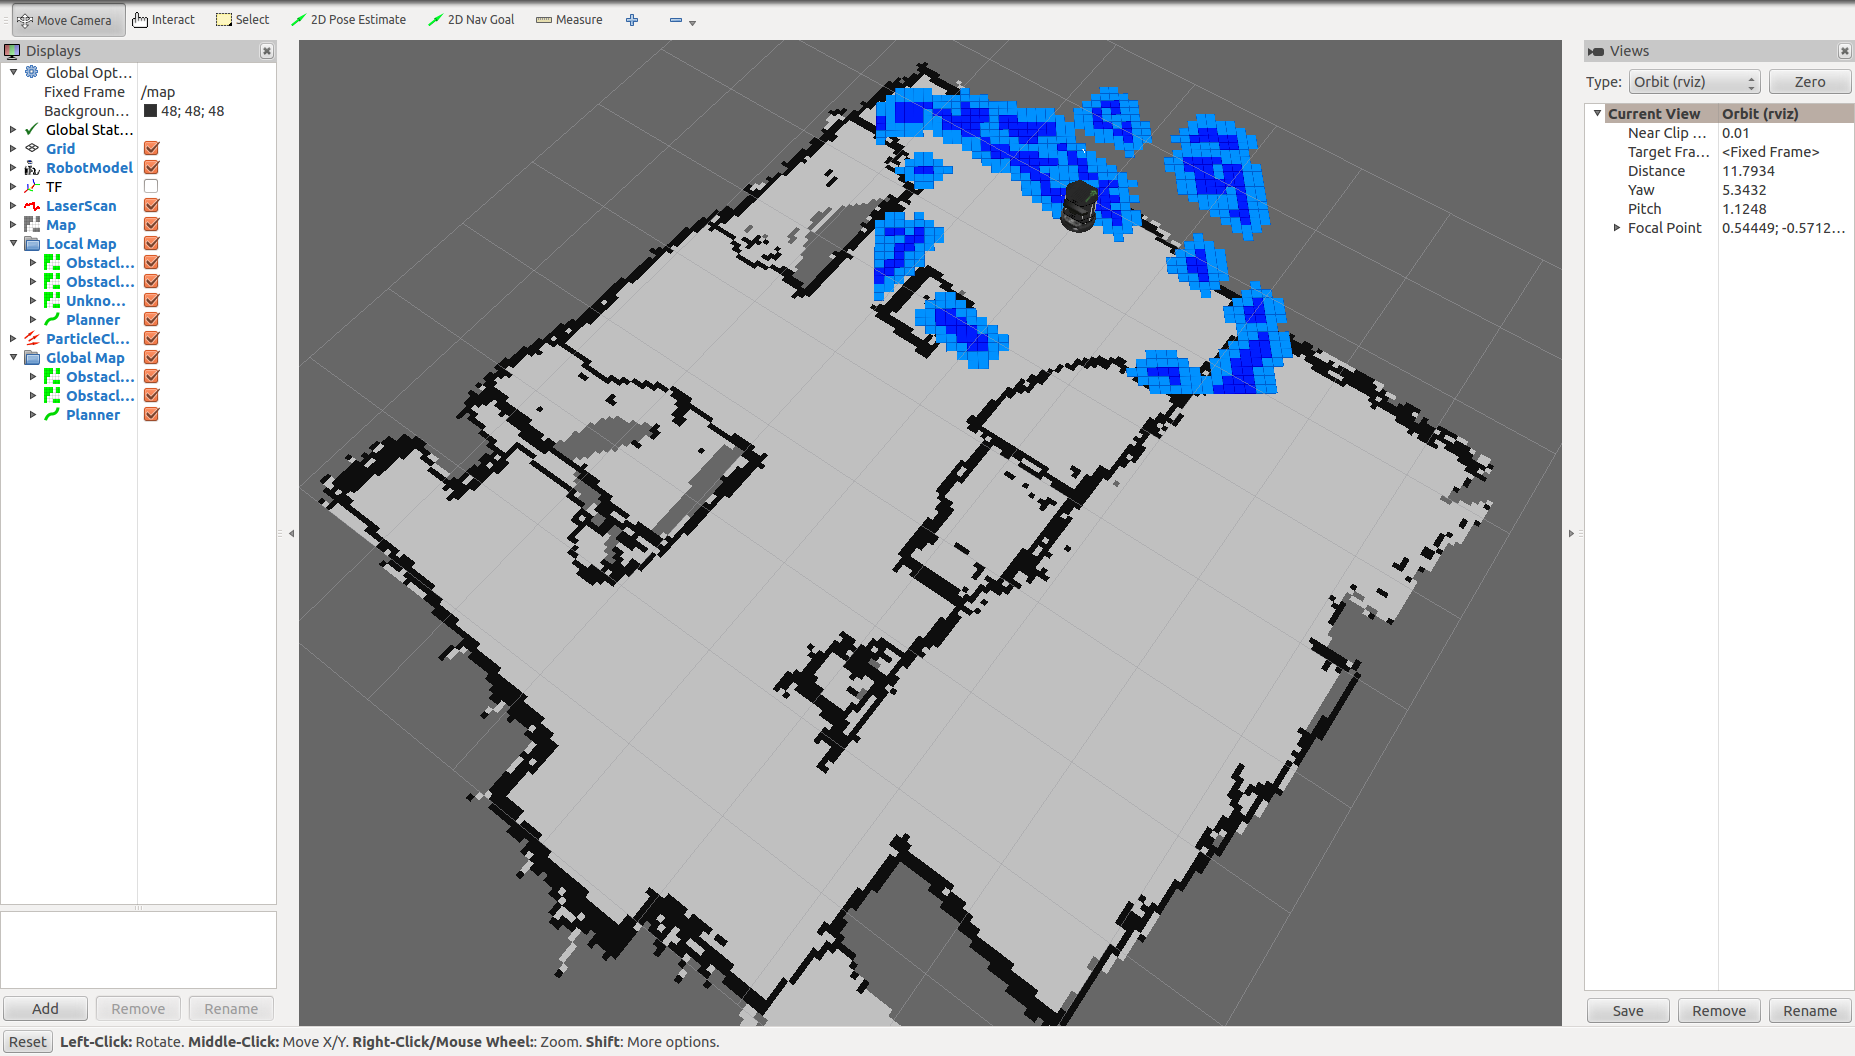 Move Camera Interact Select 2D Pose Estimate 2D Nav Goal Measure
Displays
Global Opt...
Fixed Frame /map
Backgroun... 48; 48; 48
Global Stat...
Grid
RobotModel
TF
LaserScan
Map
Local Map
Obstacl...
Obstacl...
Unkno...
Planner
ParticleCl...
Global Map
Obstacl...
Obstacl...
Planner
Add Remove Rename
Views
Type: Orbit (rviz) Zero
Current View Orbit (rviz)
Near Clip ... 0.01
Target Fra... <Fixed Frame>
Distance 11.7934
Yaw 5.3432
Pitch 1.1248
Focal Point 0.54449; -0.5712...
Save Remove Rename
Reset Left-Click: Rotate. Middle-Click: Move X/Y. Right-Click/Mouse Wheel:: Zoom. Shift: More options.